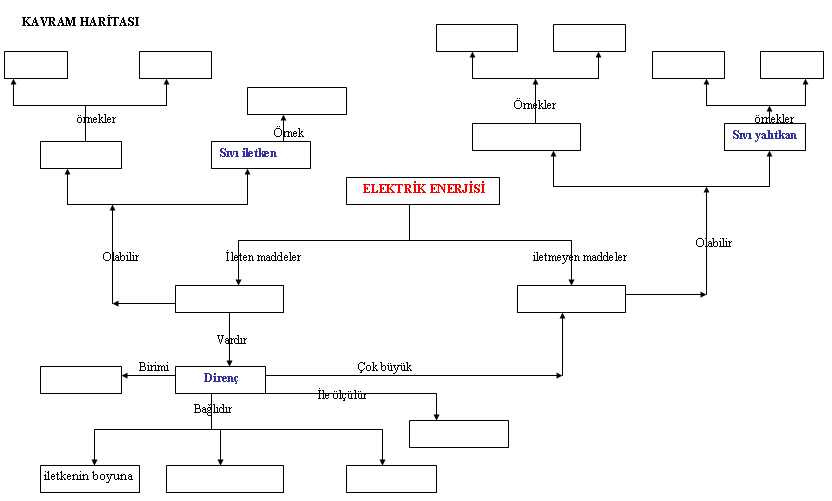 KAVRAM HARİTASI
örnekler
Örnek
Örnekler
örnekler
Sıvı iletken
Sıvı yalıtkan
ELEKTRİK ENERJİSİ
Olabilir
İleten maddeler
iletmeyen maddeler
Olabilir
Vardır
Birimi
Direnç
Çok büyük
İle ölçülür
Bağlıdır
iletkenin boyuna